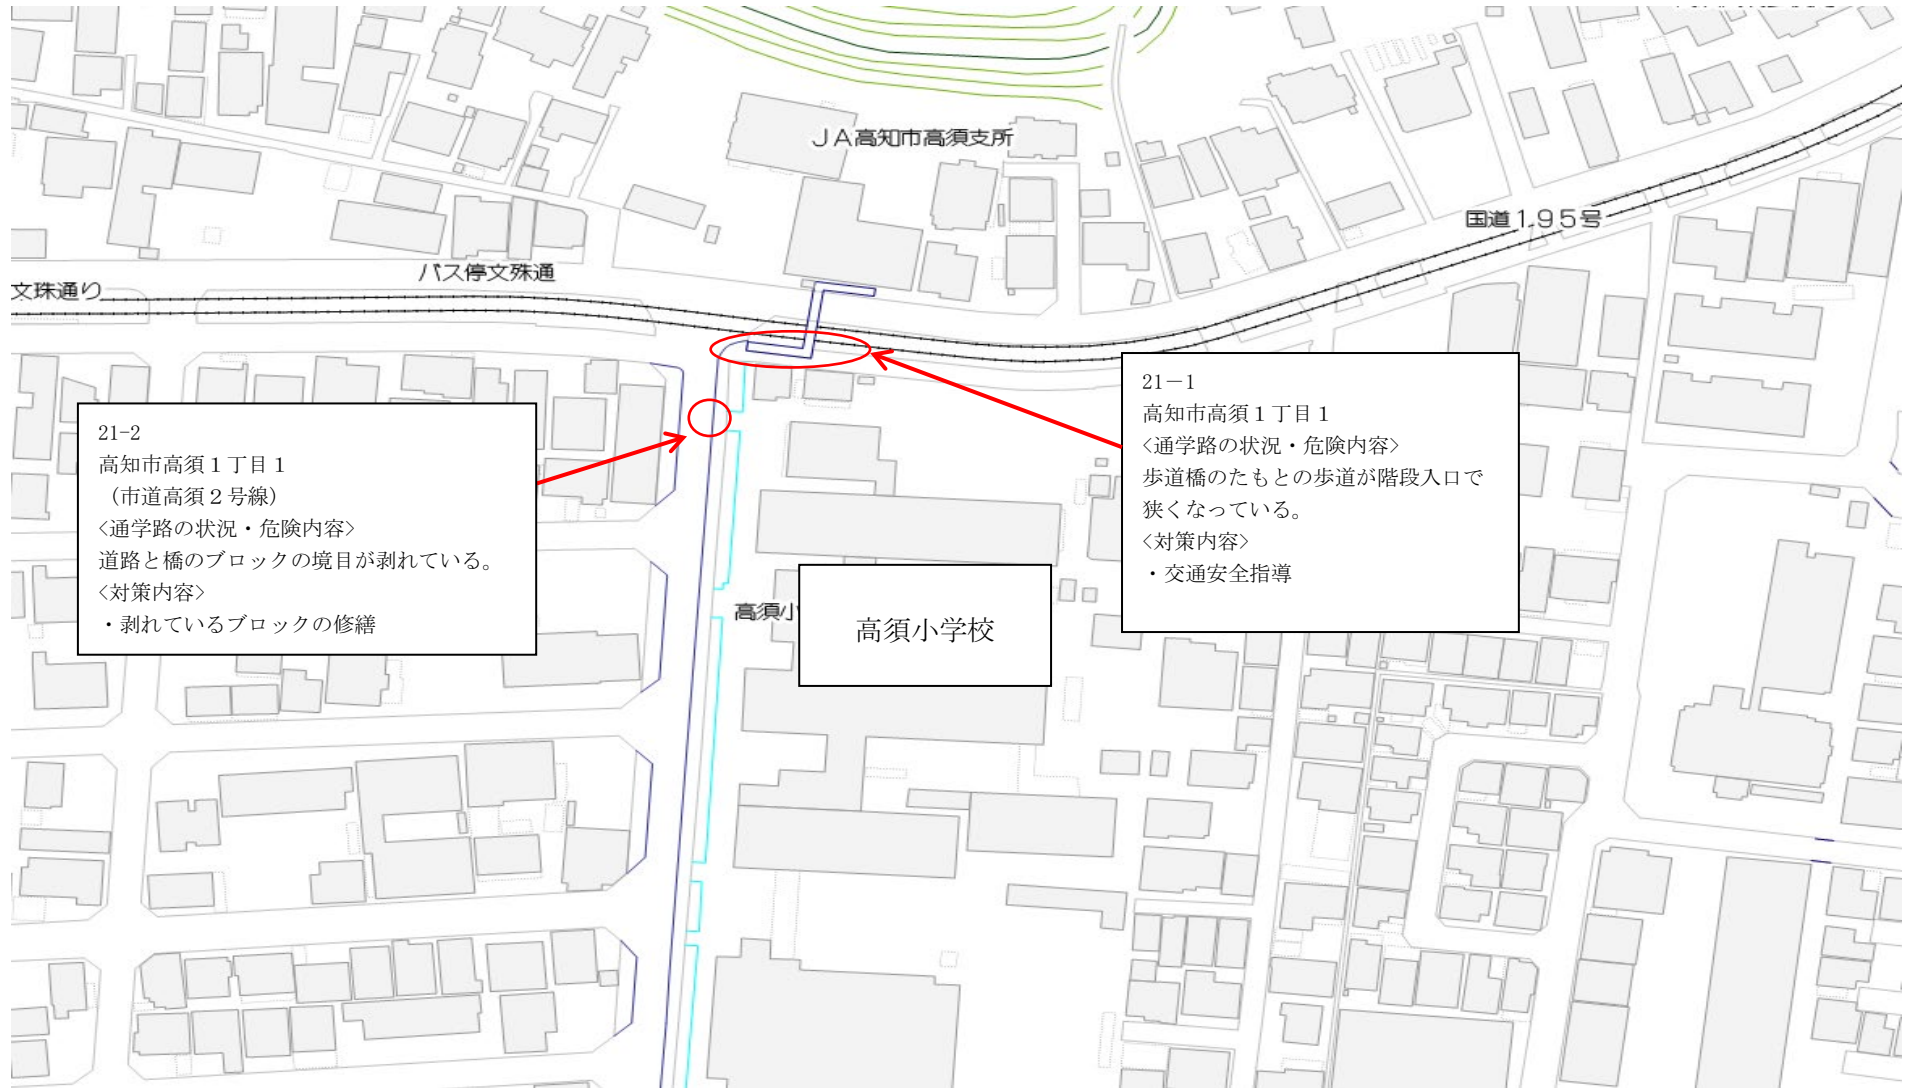 JA高知市高須支所
国道195号
バス停文殊通
文珠通り
21-2
高知市高須１丁目１
（市道高須２号線）
<通学路の状況・危険内容>
道路と橋のブロックの境目が剥れている。
<対策内容>
・剥れているブロックの修繕
21－1
高知市高須１丁目１
<通学路の状況・危険内容>
歩道橋のたもとの歩道が階段入口で
狭くなっている。
<対策内容>
・交通安全指導
高須小
高須小学校